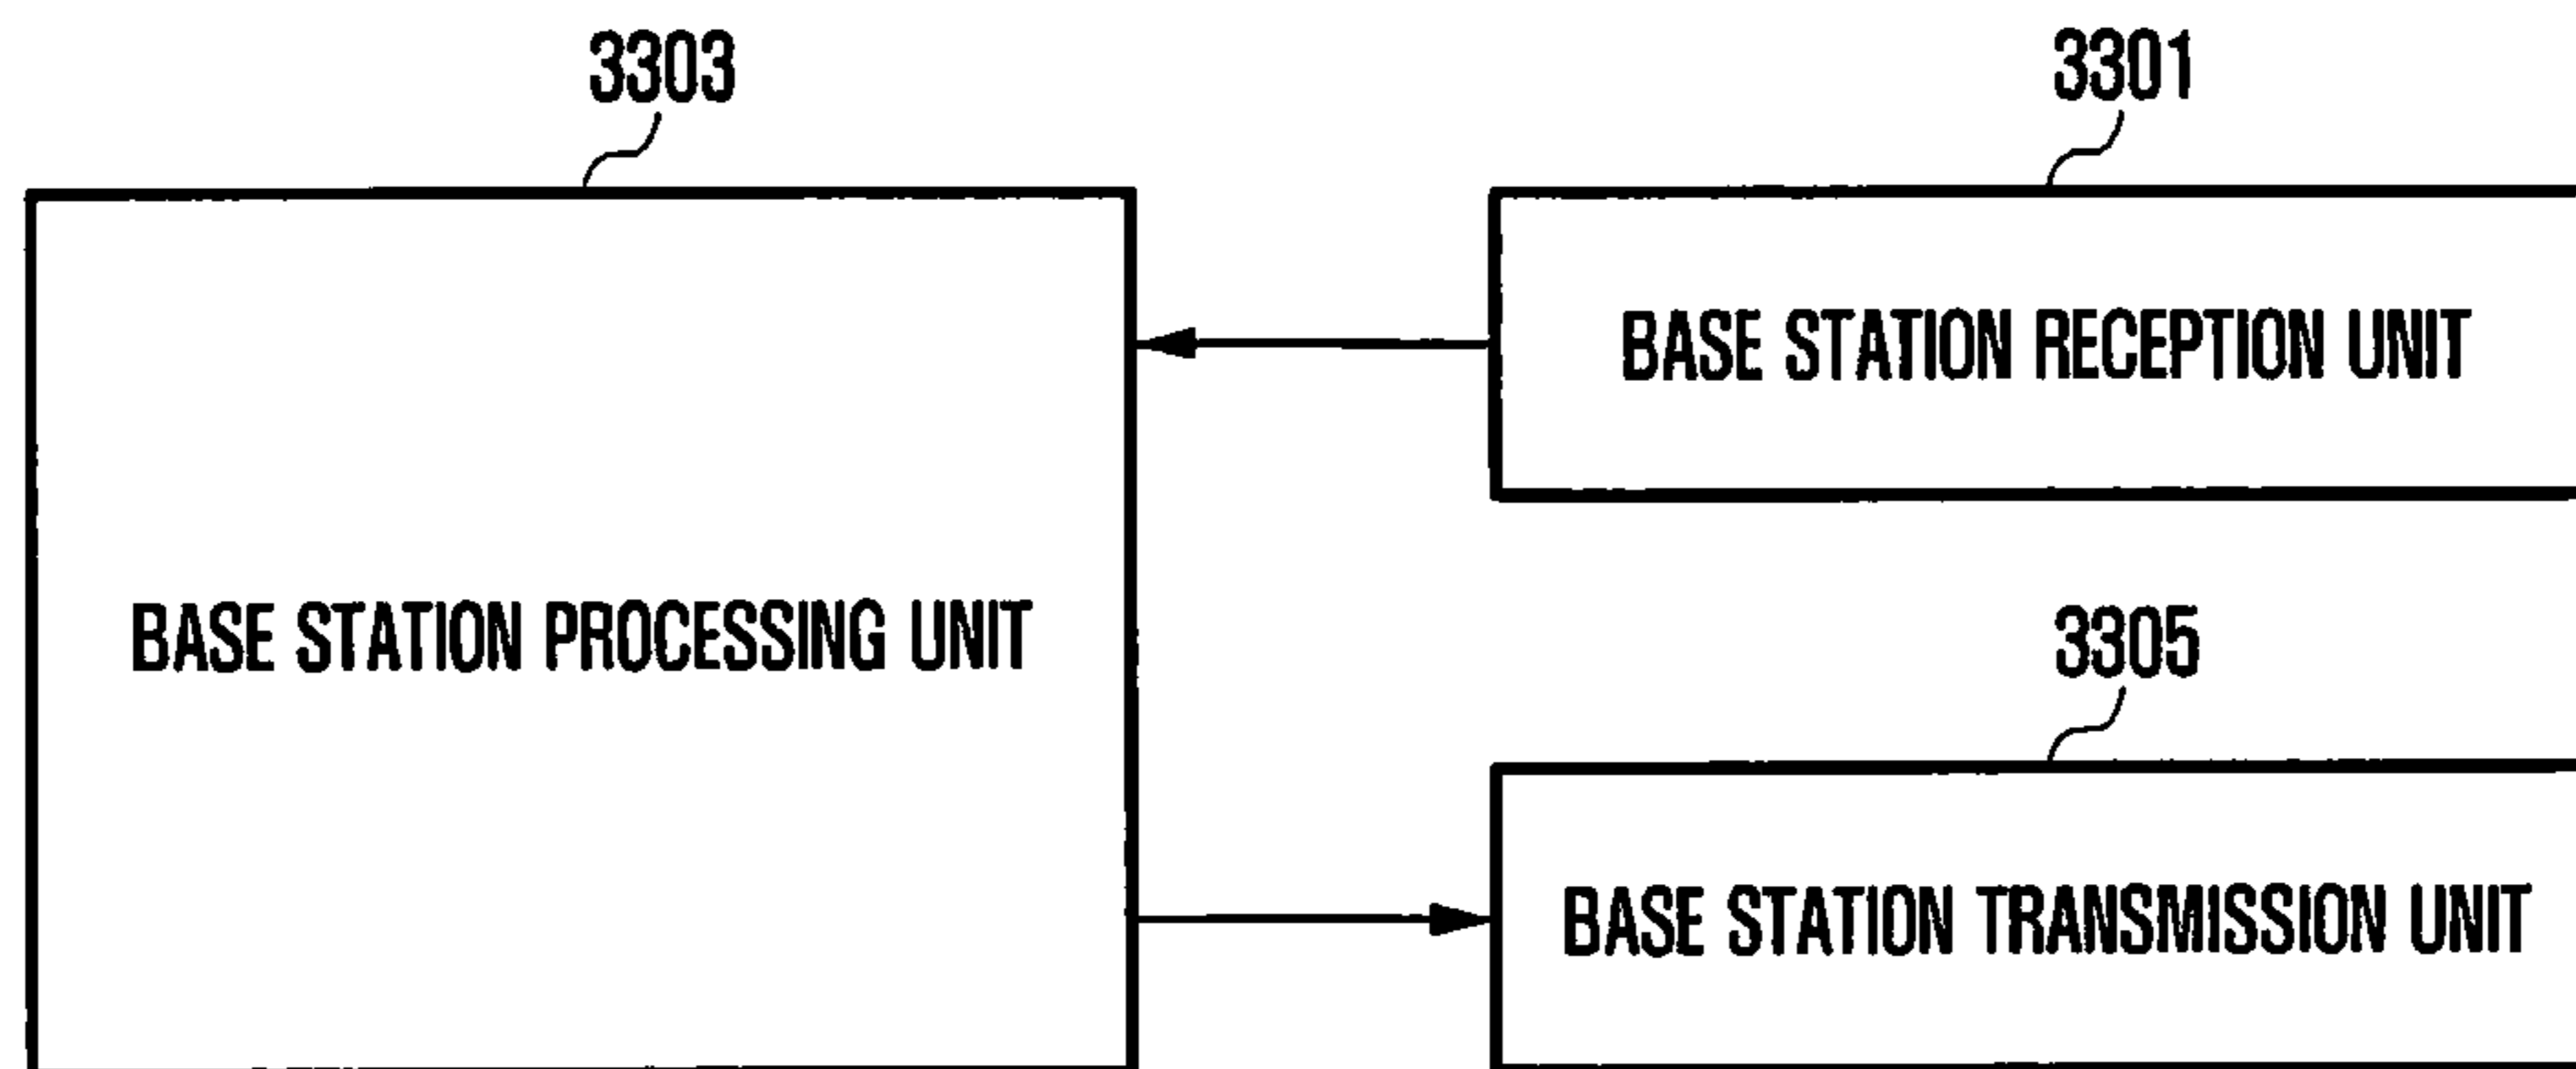 3303
3301
BASE STATION RECEPTION UNIT
BASE STATION PROCESSING UNIT
3305
BASE STATION TRANSMISSION UNIT